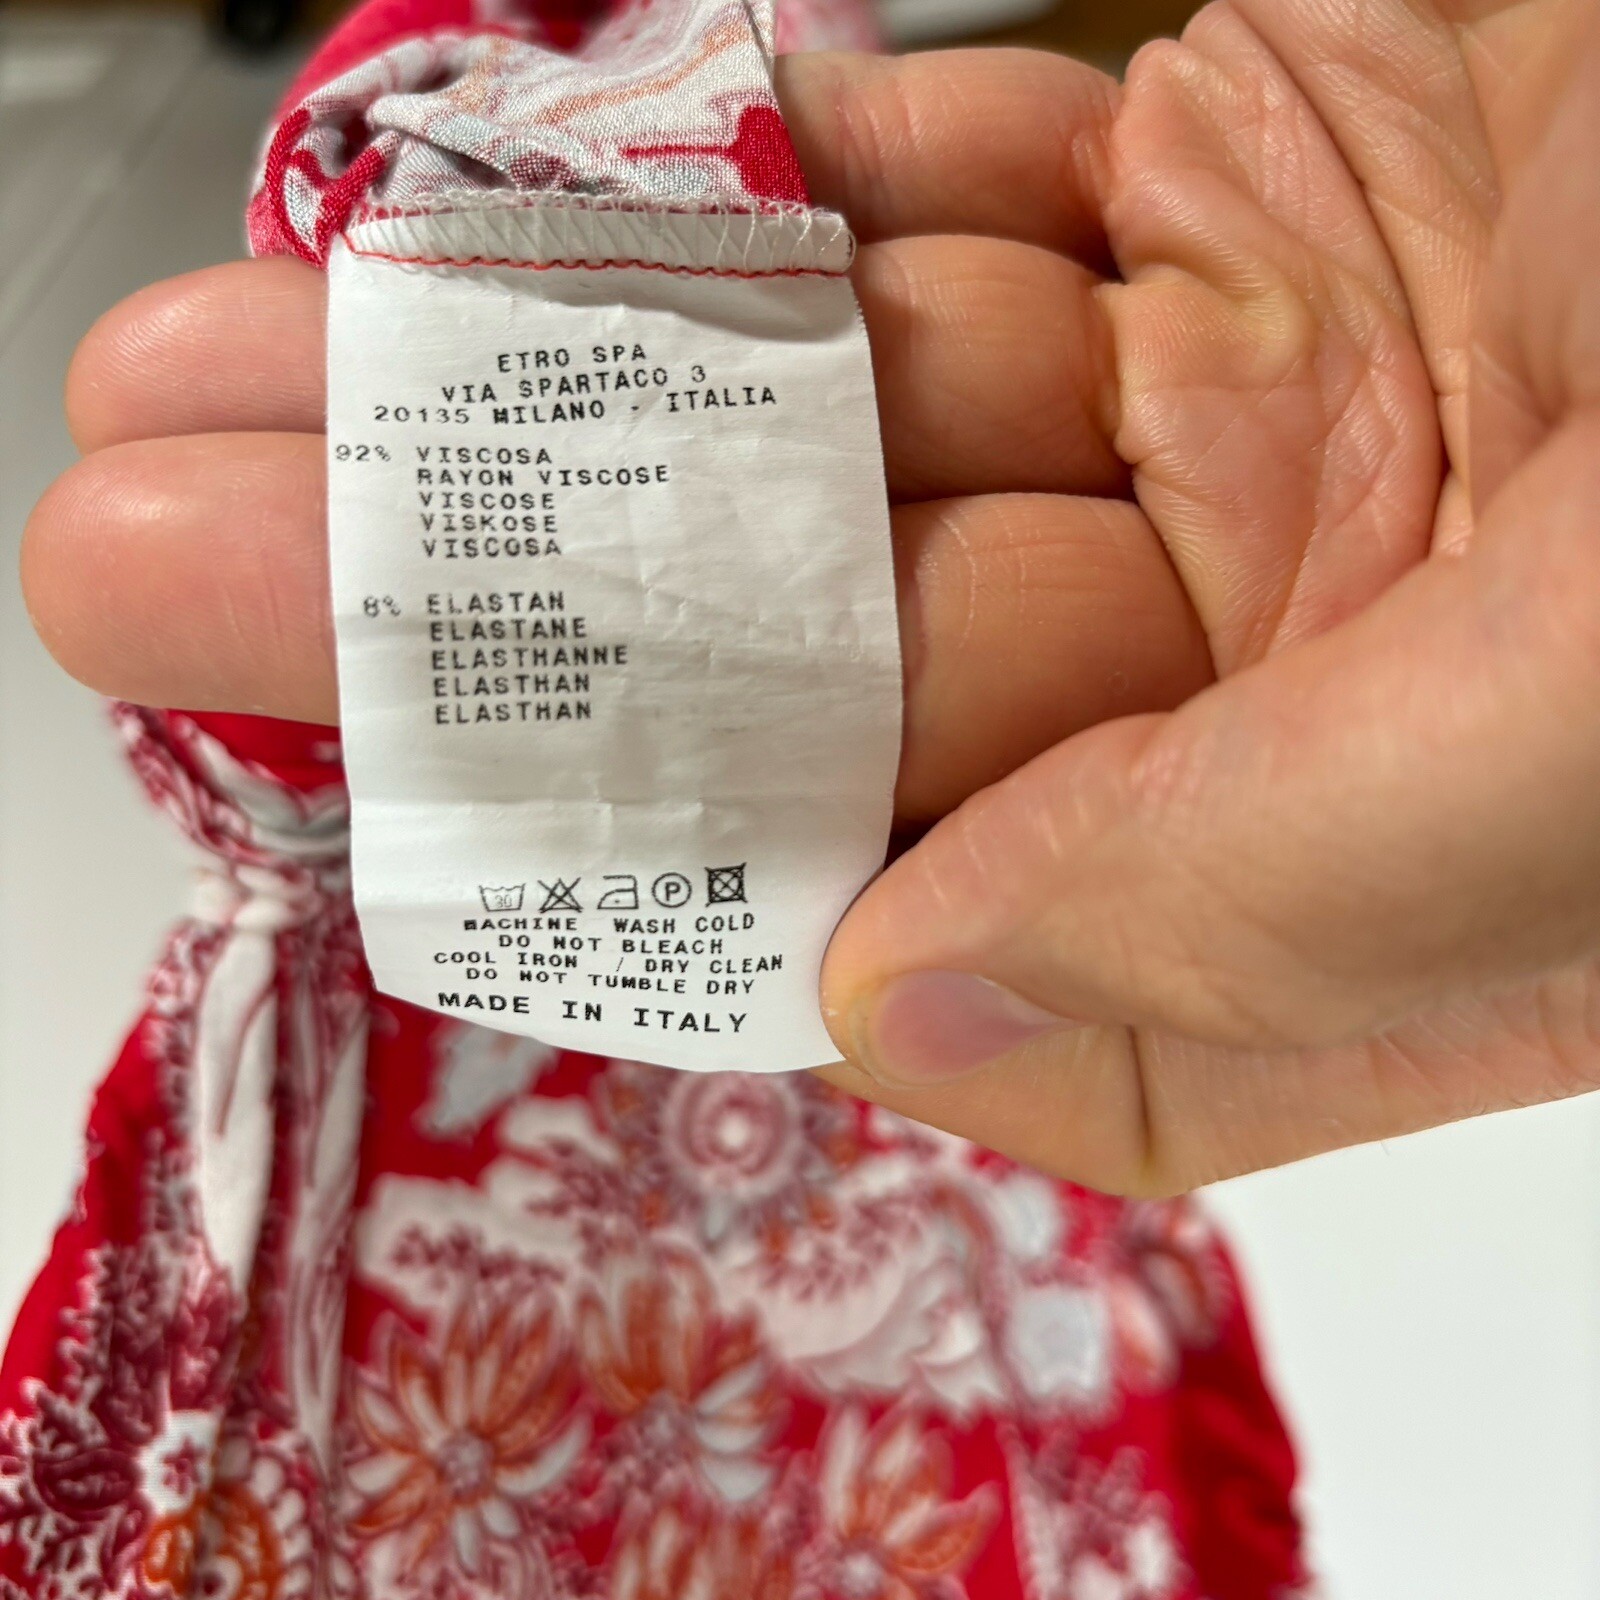 ETRO SPA
VIA SPARTACO 3
20135 MILANO - ITALIA
92% VISCOSA
RAYON VISCOSE
VISCOSE
VISKOSE
VISCOSA
8% ELASTAN
ELASTANE
ELASTHANNE
ELASTHAN
ELASTHAN
30 P
MACHINE WASH COLD
DO NOT BLEACH
COOL IRON / DRY CLEAN
DO NOT TUMBLE DRY
MADE IN ITALY